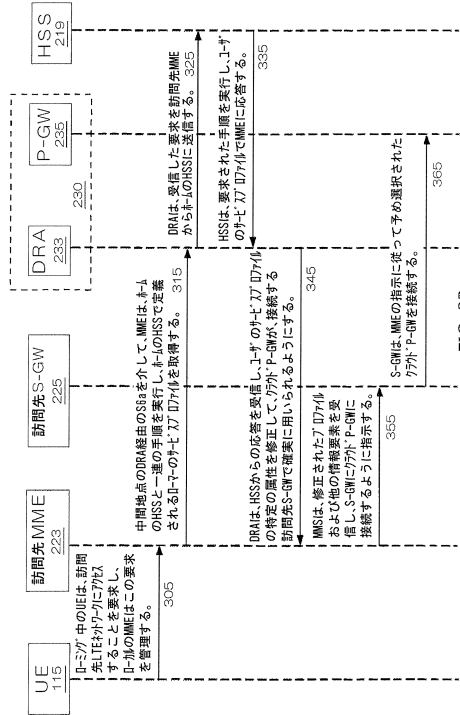 UE
115
訪問先MME
223
訪問先S-GW
225
230
DRA
233
P-GW
235
HSS
219
ローミング中のUEは、訪問
先LTEネットワークにアクセス
することを要求し、
ローカルのMMEはこの要求
を管理する。
305
中間地点のDRA経由のS6aを介して、MMEは、ホーム
のHSSと一連の手順を実行し、ホームのHSSで定義
されるローマーのサービスプロファイルを取得する。
315
DRAは、受信した要求を訪問先MME
からホームのHSSに送信する。
325
HSSは、要求された手順を実行し、ユーザ
のサービスプロファイルでMMEに応答する。
335
DRAは、HSSからの応答を受信し、ユーザのサービスプロファイル
の特定の属性を修正して、クラウドP-GWが、接続する
訪問先S-GWで確実に用いられるようにする。
345
MMSは、修正されたプロファイル
および他の情報要素を受
信し、S-GWにクラウドP-GWに
接続するように指示する。
355
S-GWは、MMEの指示に従って予め選択された
クラウドP-GWを接続する。
365